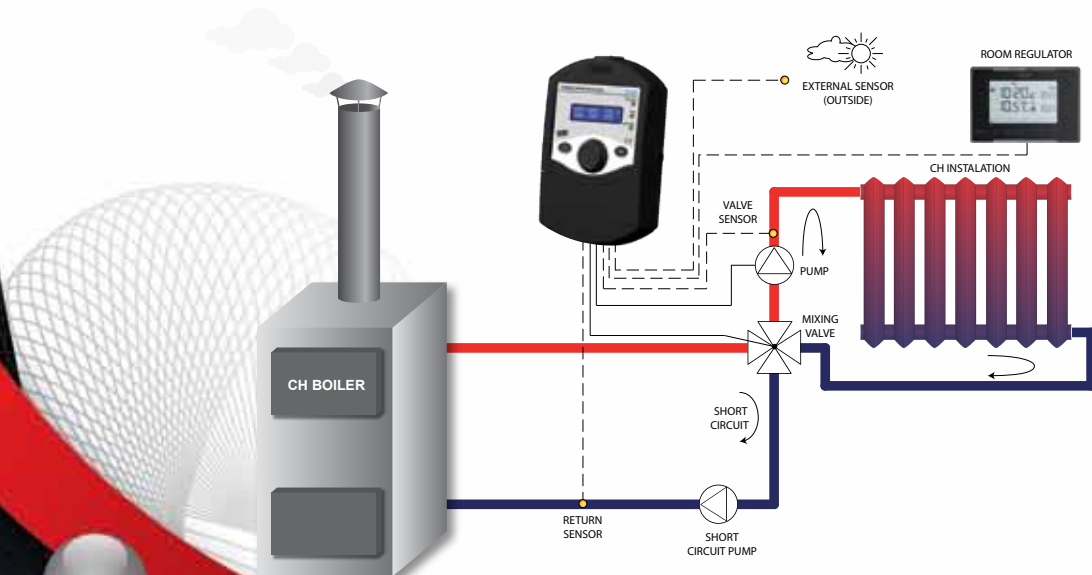 EXTERNAL SENSOR
(OUTSIDE)
ROOM REGULATOR
CH INSTALATION
VALVE
SENSOR
PUMP
MIXING
VALVE
CH BOILER
SHORT
CIRCUIT
RETURN
SENSOR
SHORT
CIRCUIT PUMP